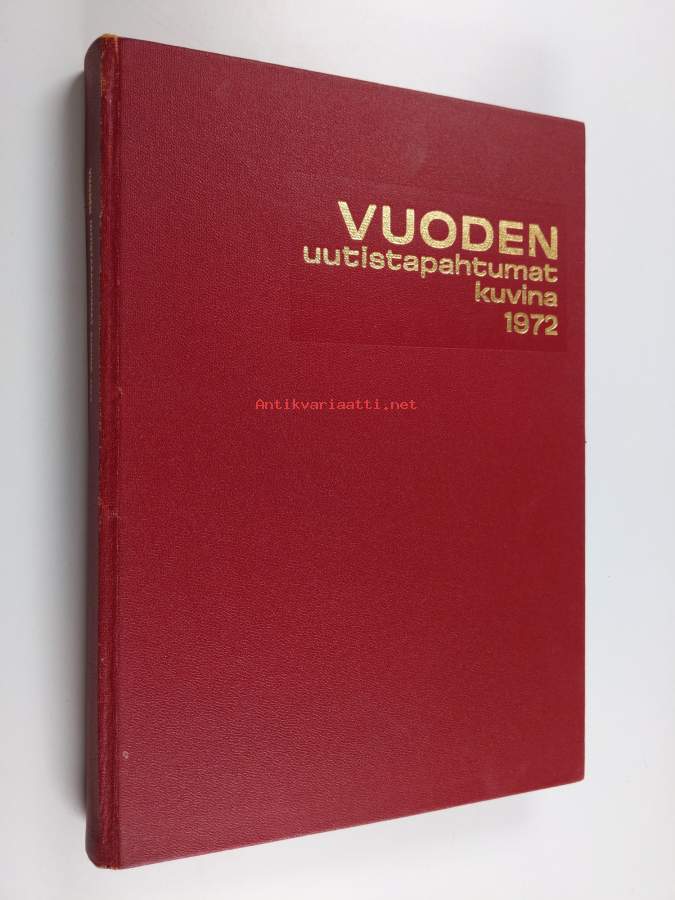 VUODEN
uutistapahtumat
kuvina
1972
Antikvariaatti.net